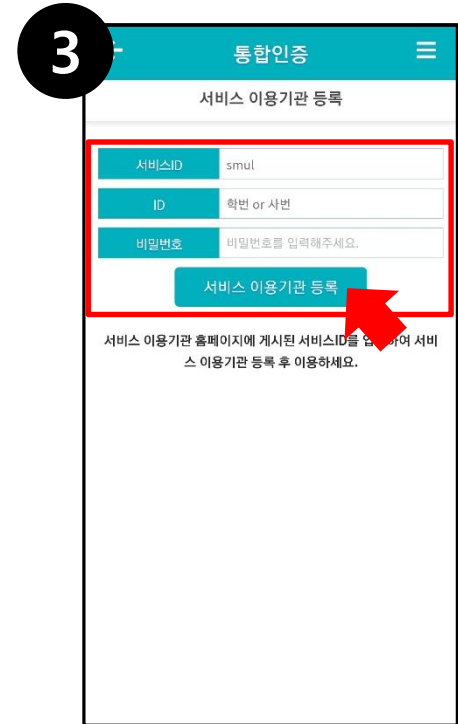 3
통합인증
서비스 이용기관 등록
서비스ID
smul
ID
학번 or 사번
비밀번호
비밀번호를 입력해주세요.
서비스 이용기관 등록
서비스 이용기관 홈페이지에 게시된 서비스ID를 입력하여 서비
스 이용기관 등록 후 이용하세요.